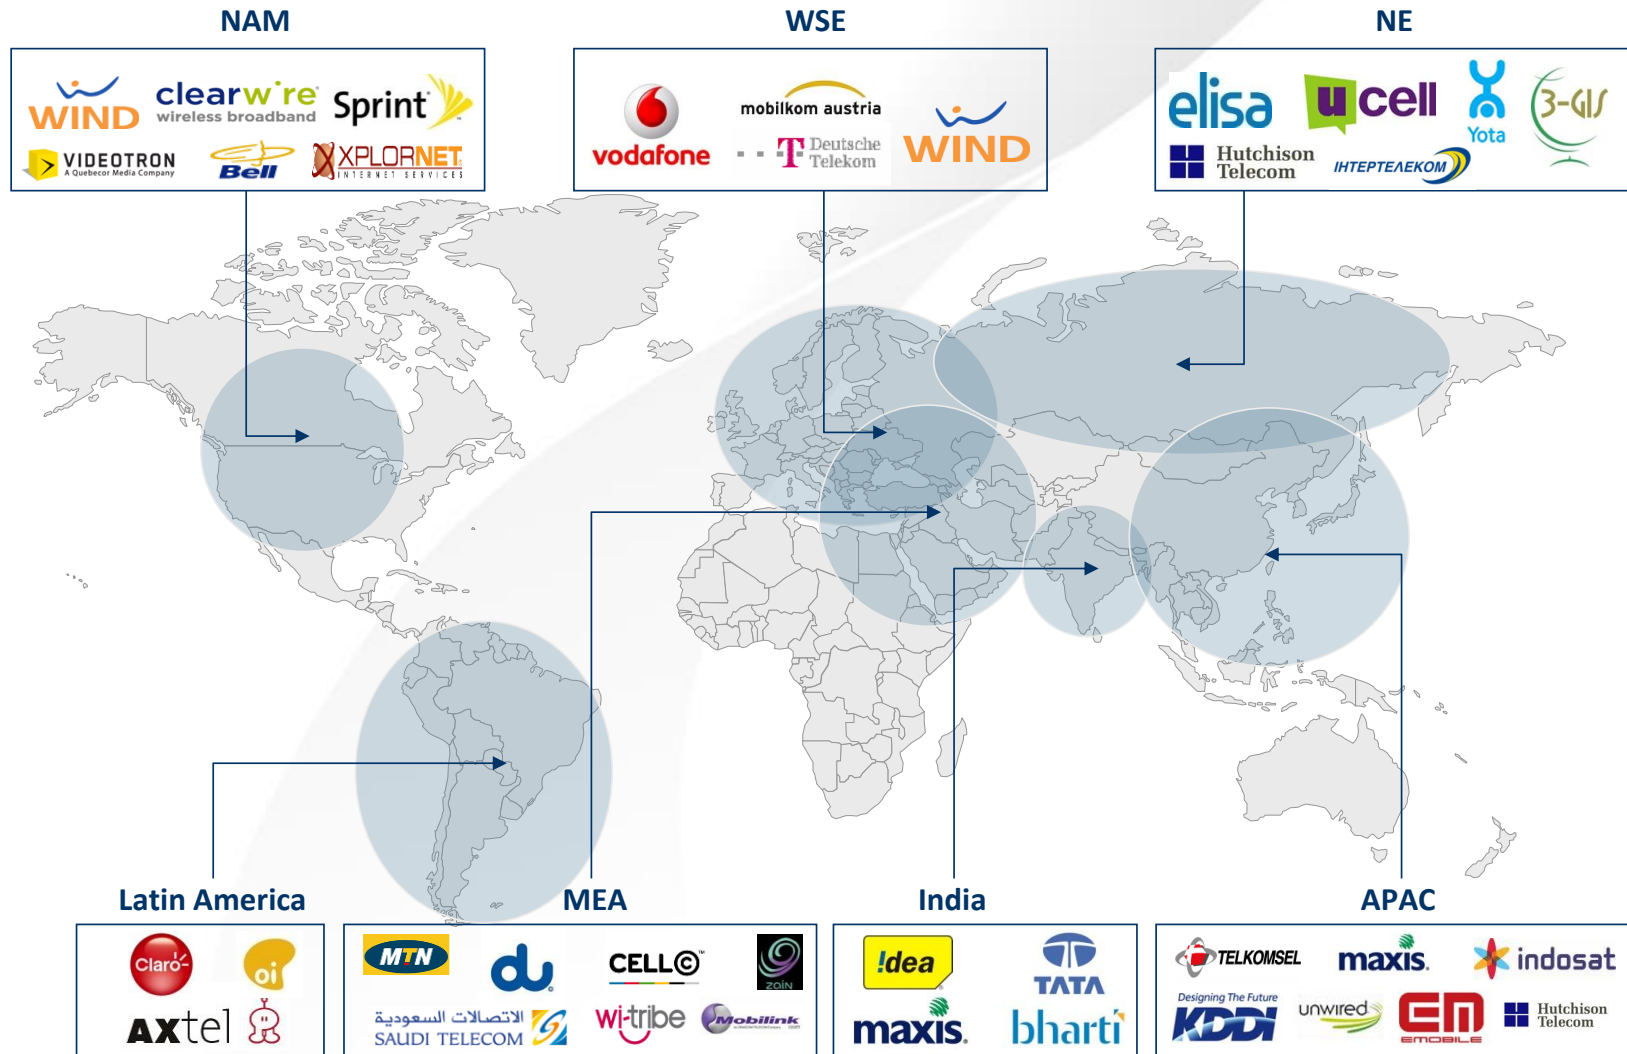 NAM
WIND
clearw're
wireless broadband
Sprint
VIDEOTRON
A Quebecor Media Company
Bell
XPLORNET
INTERNET SERVICES
WSE
vodafone
mobilkom austria
T Deutsche
Telekom
WIND
NE
elisa
ucell
Yota
3-GIS
Hutchison
Telecom
ІНТЕРТЕЛЕКОМ
Latin America
Claro
oi
AXtel
MEA
MTN
du
CELL C™
zain
الاتصالات السعودية
SAUDI TELECOM
wi-tribe
Mobilink
India
!dea
TATA
maxis.
bharti
APAC
TELKOMSEL
maxis.
indosat
Designing The Future
KDDI
unwired
EM
EMOBILE
Hutchison
Telecom